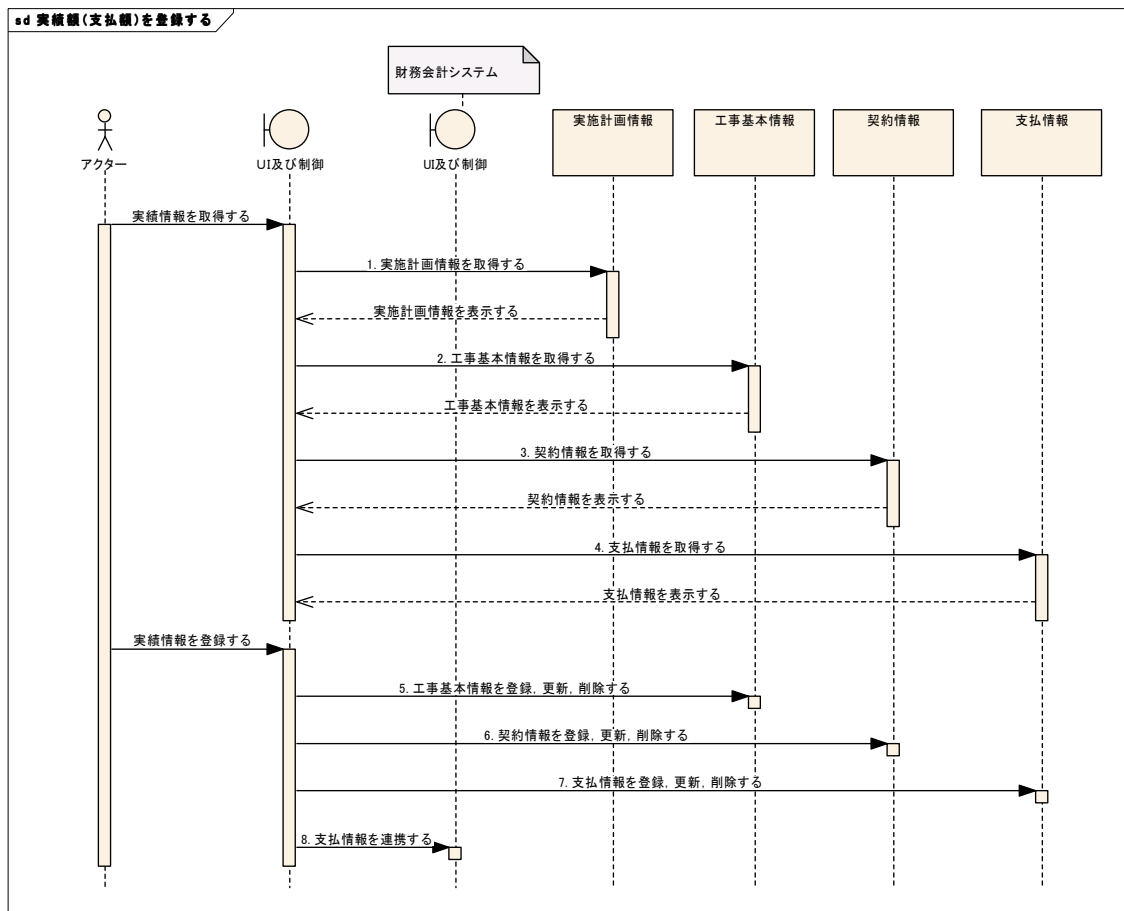 sd 実績額(支払額)を登録する
財務会計システム
アクター
UI及び制御
UI及び制御
実施計画情報
工事基本情報
契約情報
支払情報
実績情報を取得する
1.実施計画情報を取得する
実施計画情報を表示する
2.工事基本情報を取得する
工事基本情報を表示する
3.契約情報を取得する
契約情報を表示する
4.支払情報を取得する
支払情報を表示する
実績情報を登録する
5.工事基本情報を登録,更新,削除する
6.契約情報を登録,更新,削除する
7.支払情報を登録,更新,削除する
8.支払情報を連携する